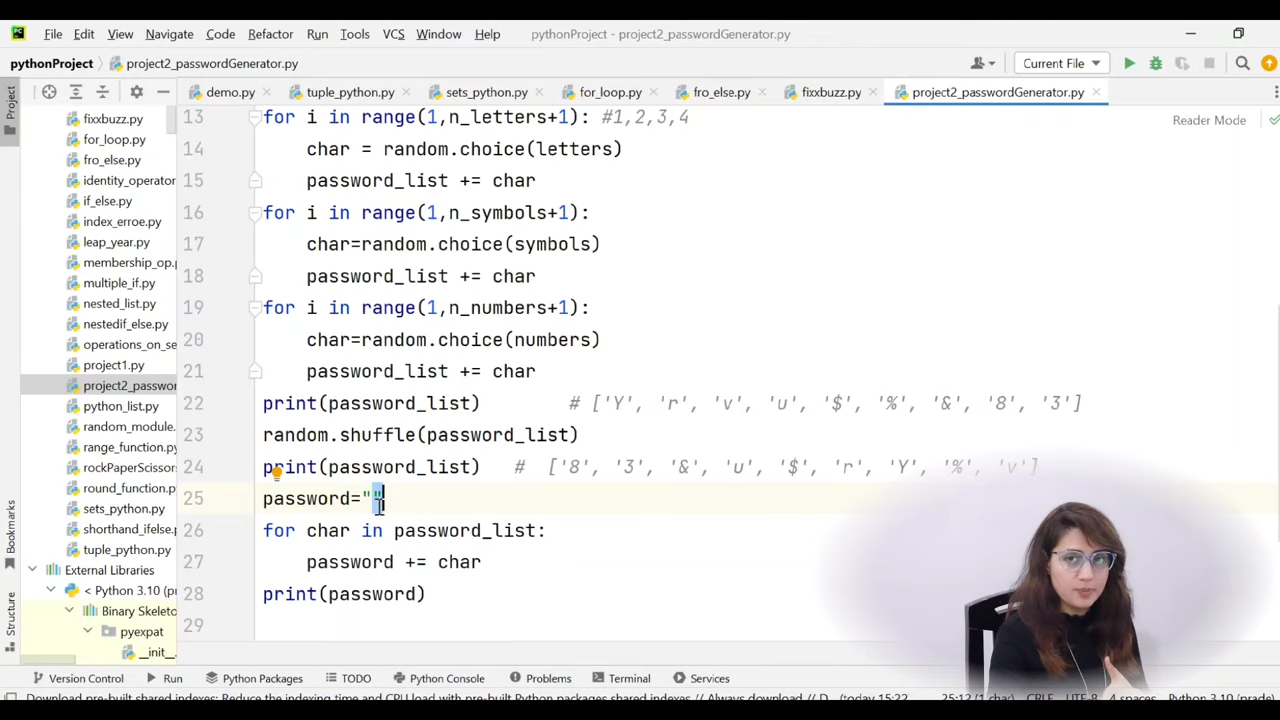 File Edit View Navigate Code Refactor Run Tools VCS Window Help pythonProject - project2_passwordGenerator.py
pythonProject project2_passwordGenerator.py Current File
Project demo.py tuple_python.py sets_python.py for_loop.py fro_else.py fixxbuzz.py project2_passwordGenerator.py
Reader Mode
fixxbuzz.py
for_loop.py
fro_else.py
identity_operator
if_else.py
index_erroe.py
leap_year.py
membership_op.p
multiple_if.py
nested_list.py
nestedif_else.py
operations_on_se
project1.py
project2_passwor
python_list.py
random_module.
range_function.py
rockPaperScissors
round_function.py
sets_python.py
shorthand_ifelse.p
tuple_python.py
External Libraries
< Python 3.10 (pr
Binary Skeleto
pyexpat
__init__.
13 for i in range(1,n_letters+1): #1,2,3,4
14 char = random.choice(letters)
15 password_list += char
16 for i in range(1,n_symbols+1):
17 char=random.choice(symbols)
18 password_list += char
19 for i in range(1,n_numbers+1):
20 char=random.choice(numbers)
21 password_list += char
22 print(password_list) # ['Y', 'r', 'v', 'u', '$', '%', '&', '8', '3']
23 random.shuffle(password_list)
24 print(password_list) # ['8', '3', '&', 'u', '$', 'r', 'Y', '%', 'v']
25 password=""
26 for char in password_list:
27 password += char
28 print(password)
29
Bookmarks
Structure
Version Control Run Python Packages TODO Python Console Problems Terminal Services
Download pre-built shared indexes: Reduce the indexing time and CPU load with pre-built Python packages shared indexes // Always download // D... (today 15:22) 25:12 (1 char) CRLF UTF-8 4 spaces Python 3.10